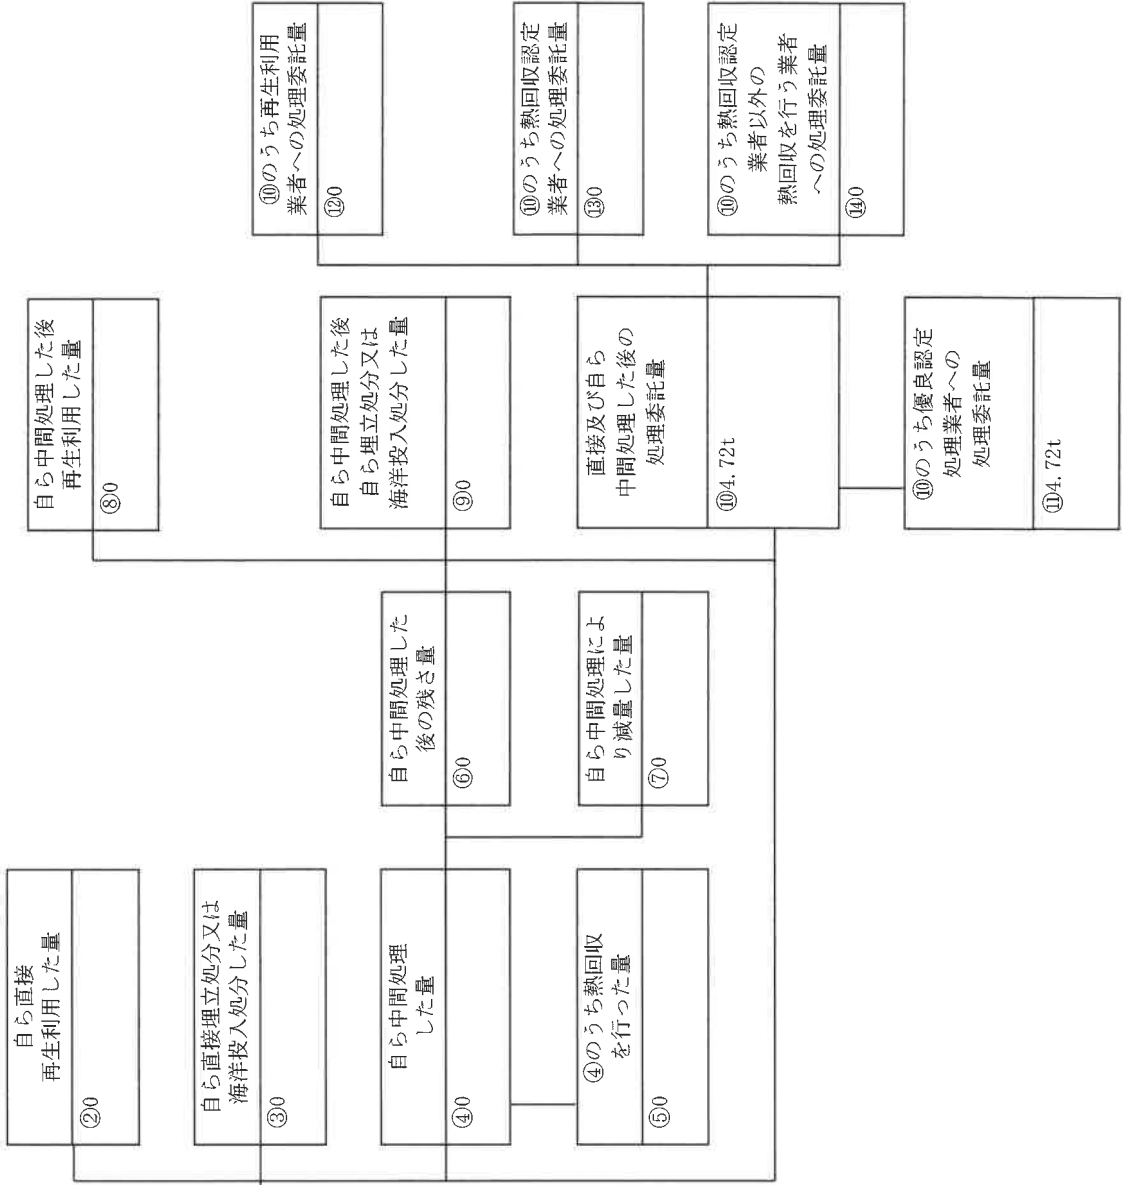 自ら直接
再生利用した量
②0
自ら直接埋立処分又は
海洋投入処分した量
③0
自ら中間処理
した量
④0
④のうち熱回収
を行った量
⑤0
自ら中間処理した
後の残さ量
⑥0
自ら中間処理によ
り減量した量
⑦0
自ら中間処理した後
再生利用した量
⑧0
自ら中間処理した後
自ら埋立処分又は
海洋投入処分した量
⑨0
直接及び自ら
中間処理した後の
処理委託量
⑩4.72t
⑩のうち優良認定
処理業者への
処理委託量
⑪4.72t
⑩のうち再生利用
業者への処理委託量
⑫0
⑩のうち熱回収認定
業者への処理委託量
⑬0
⑩のうち熱回収認定
業者以外の
熱回収を行う業者
への処理委託量
⑭0